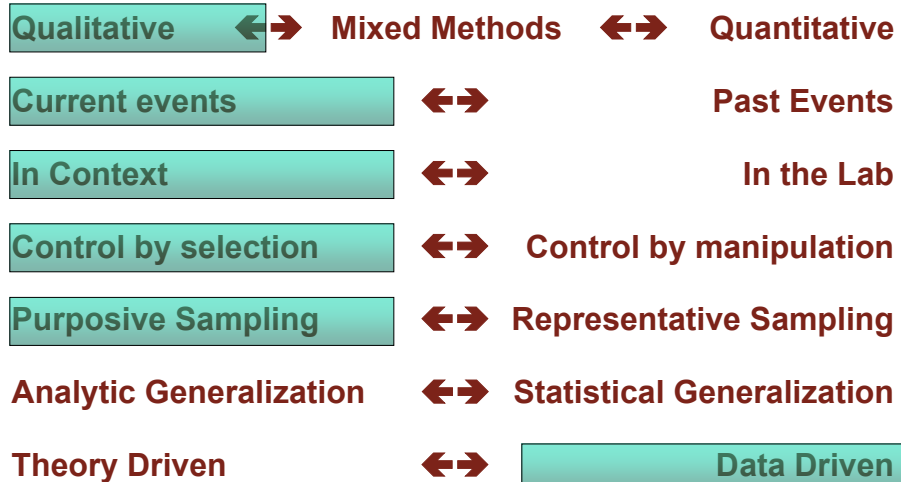 Qualitative ↔ Mixed Methods ↔ Quantitative
Current events ↔ Past Events
In Context ↔ In the Lab
Control by selection ↔ Control by manipulation
Purposive Sampling ↔ Representative Sampling
Analytic Generalization ↔ Statistical Generalization
Theory Driven ↔ Data Driven